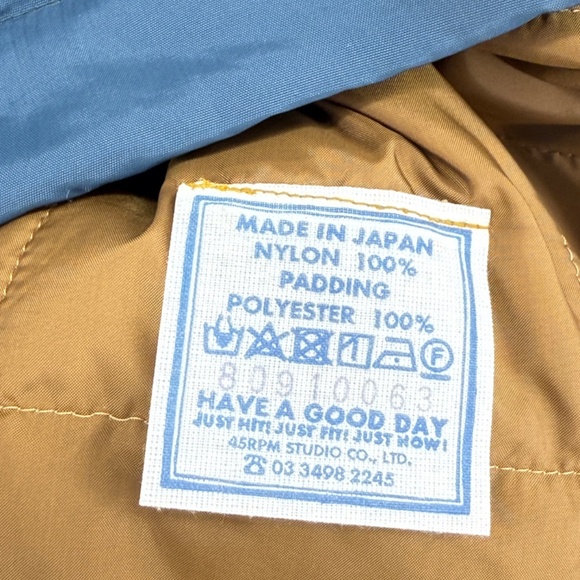 MADE IN JAPAN
NYLON 100%
PADDING
POLYESTER 100%
F
80910063
HAVE A GOOD DAY
JUST HIT! JUST FIT! JUST NOW!
45RPM STUDIO CO., LTD.
☎ 03 3498 2245